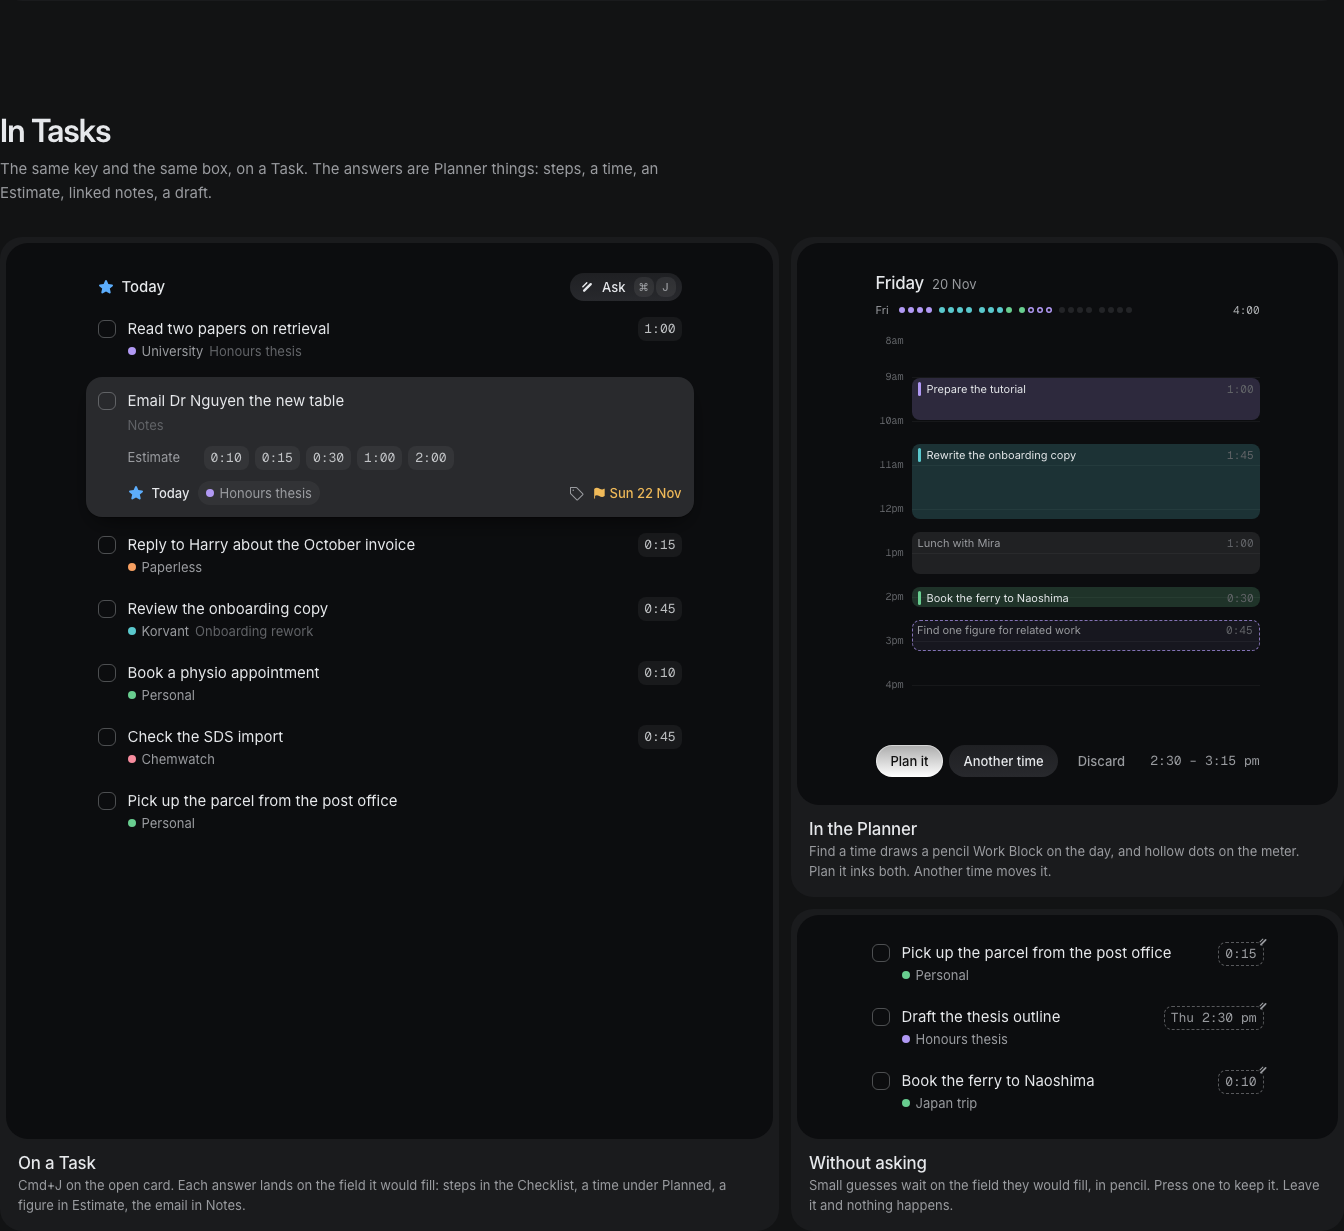 In Tasks
The same key and the same box, on a Task. The answers are Planner things: steps, a time, an
Estimate, linked notes, a draft.
Today
Ask ⌘ J
Read two papers on retrieval 1:00
University Honours thesis
Email Dr Nguyen the new table
Notes
Estimate 0:10 0:15 0:30 1:00 2:00
Today Honours thesis Sun 22 Nov
Reply to Harry about the October invoice 0:15
Paperless
Review the onboarding copy 0:45
Korvant Onboarding rework
Book a physio appointment 0:10
Personal
Check the SDS import 0:45
Chemwatch
Pick up the parcel from the post office
Personal
On a Task
Cmd+J on the open card. Each answer lands on the field it would fill: steps in the Checklist, a time under Planned, a
figure in Estimate, the email in Notes.
Friday 20 Nov
Fri 4:00
8am
9am
Prepare the tutorial 1:00
10am
Rewrite the onboarding copy 1:45
11am
12pm
Lunch with Mira 1:00
1pm
2pm
Book the ferry to Naoshima 0:30
Find one figure for related work 0:45
3pm
4pm
Plan it Another time Discard 2:30 – 3:15 pm
In the Planner
Find a time draws a pencil Work Block on the day, and hollow dots on the meter.
Plan it inks both. Another time moves it.
Pick up the parcel from the post office 0:15
Personal
Draft the thesis outline Thu 2:30 pm
Honours thesis
Book the ferry to Naoshima 0:10
Japan trip
Without asking
Small guesses wait on the field they would fill, in pencil. Press one to keep it. Leave
it and nothing happens.